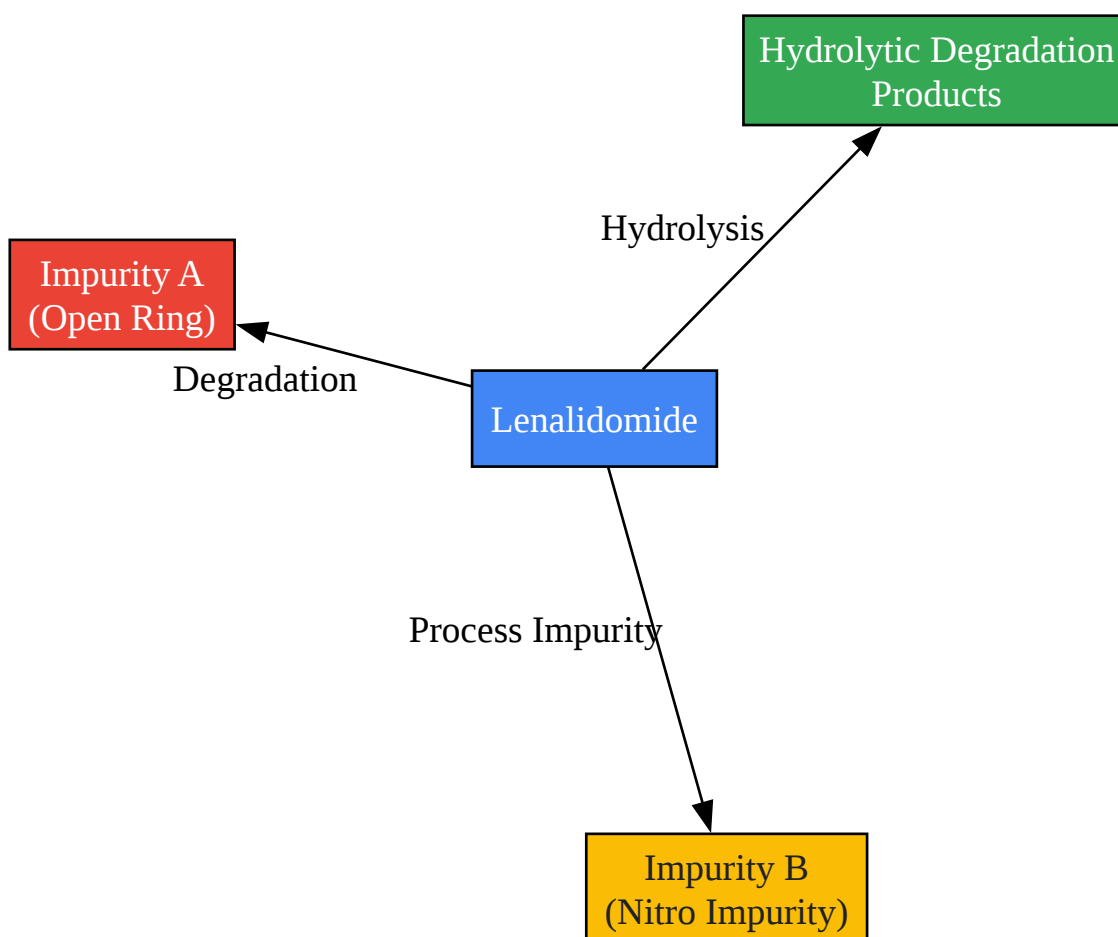 Hydrolytic Degradation
Products
Hydrolysis
Impurity A
(Open Ring)
Degradation
Lenalidomide
Process Impurity
Impurity B
(Nitro Impurity)